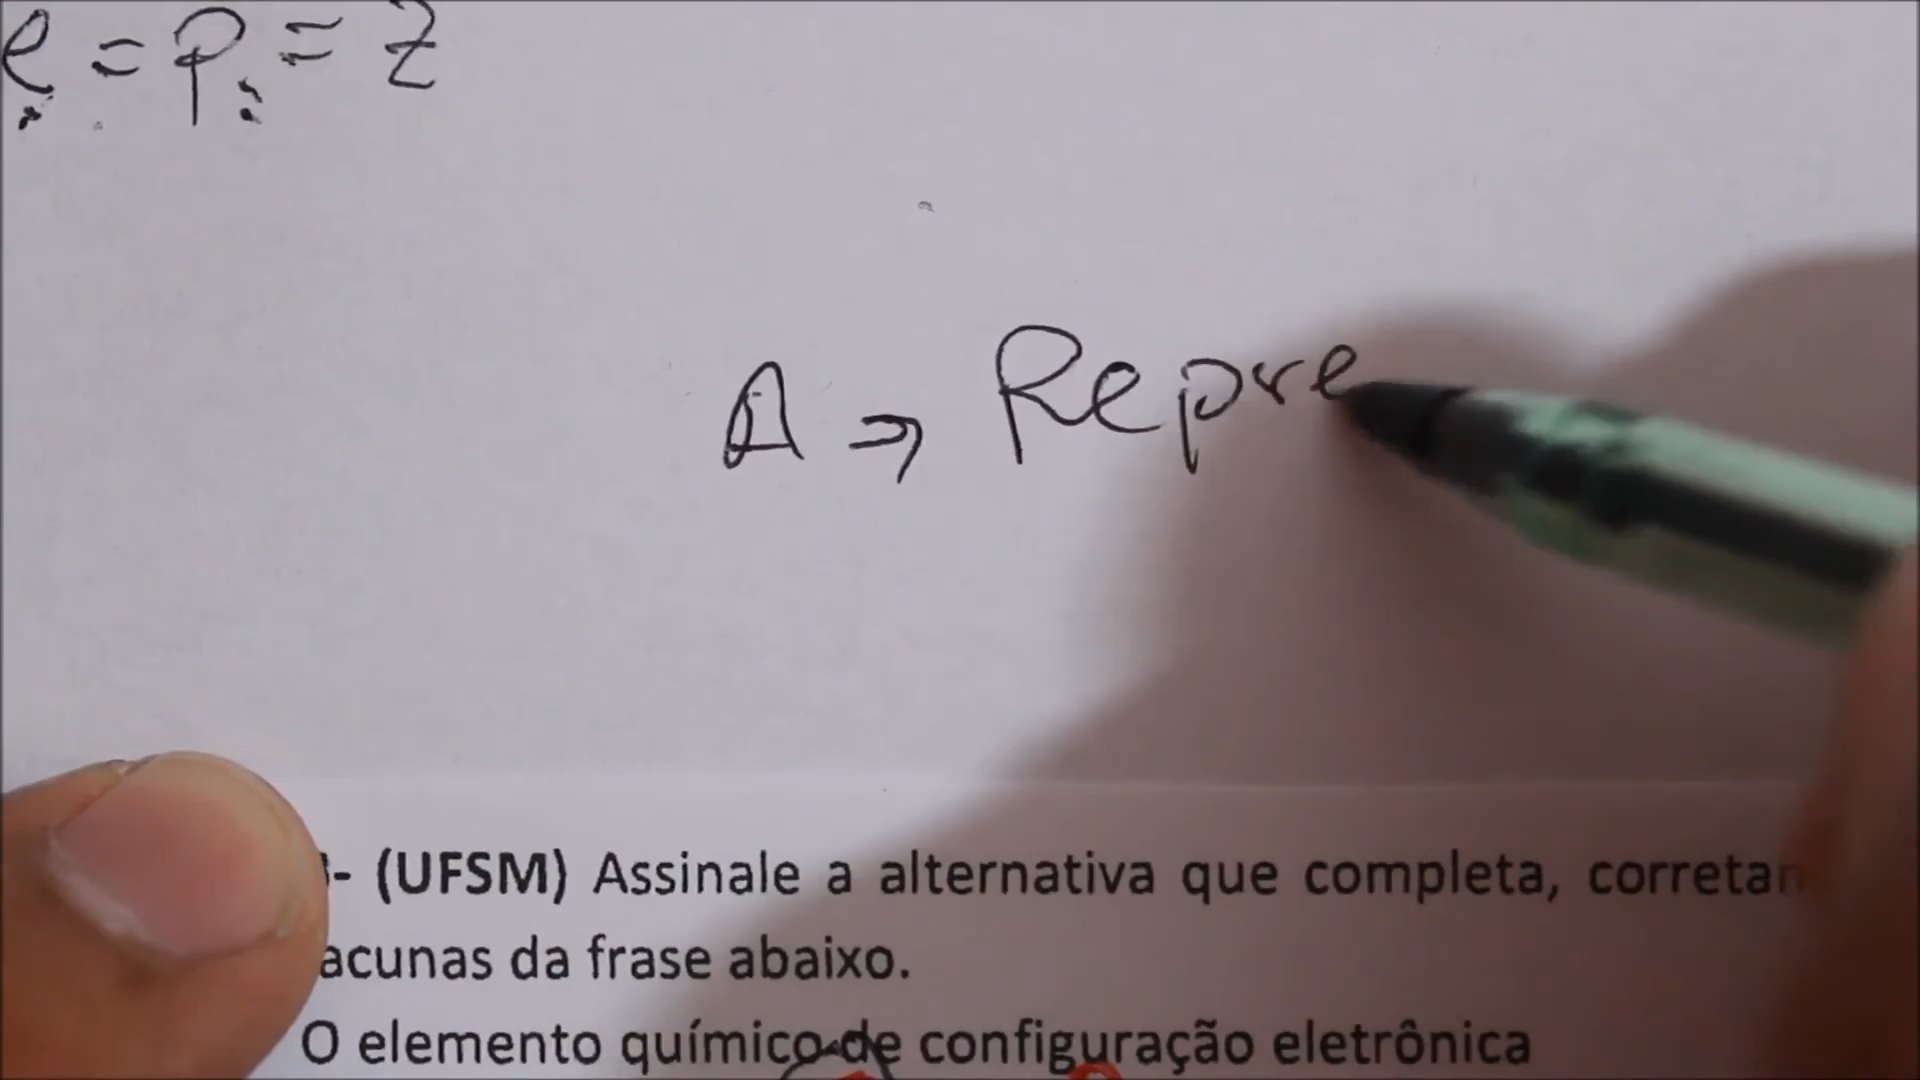 e = p = Z
A ⇒ Repre
- (UFSM) Assinale a alternativa que completa, corretan
acunas da frase abaixo.
O elemento químico de configuração eletrônica